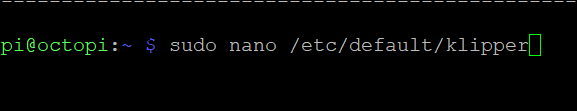 pi@octopi:~ $ sudo nano /etc/default/klipper